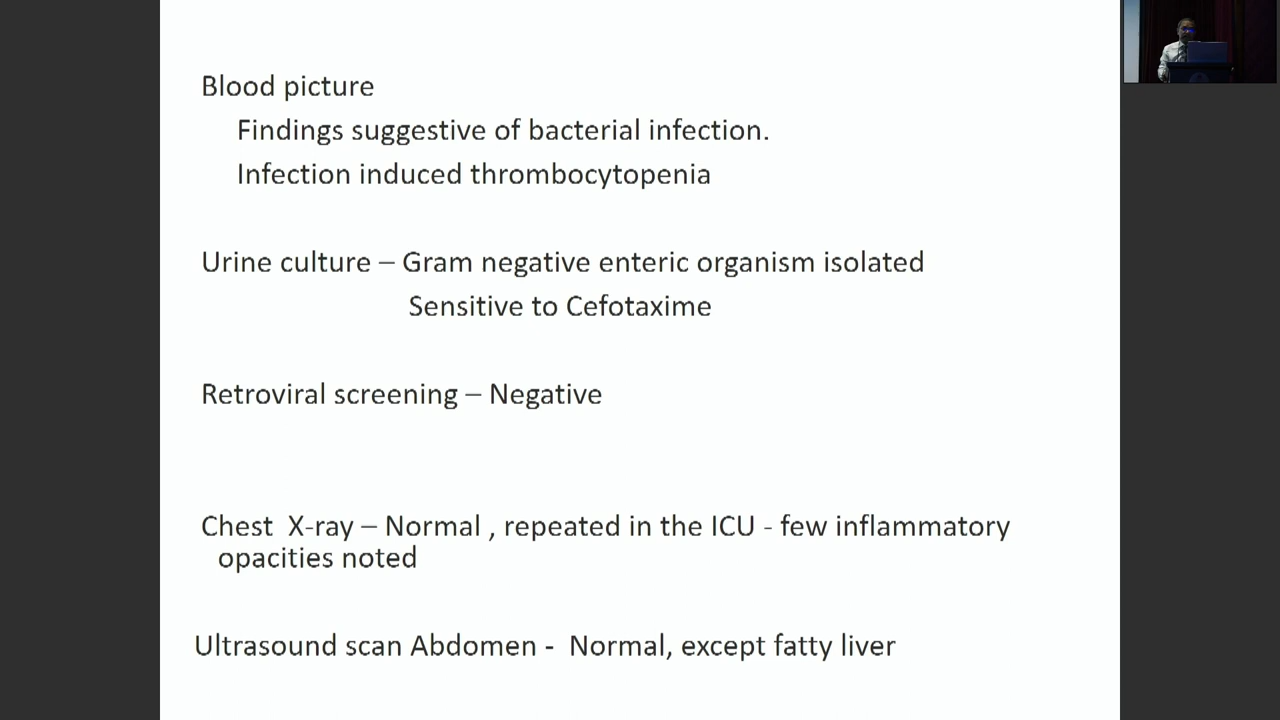 Blood picture
Findings suggestive of bacterial infection.
Infection induced thrombocytopenia
Urine culture – Gram negative enteric organism isolated
Sensitive to Cefotaxime
Retroviral screening – Negative
Chest X-ray – Normal , repeated in the ICU - few inflammatory
opacities noted
Ultrasound scan Abdomen - Normal, except fatty liver